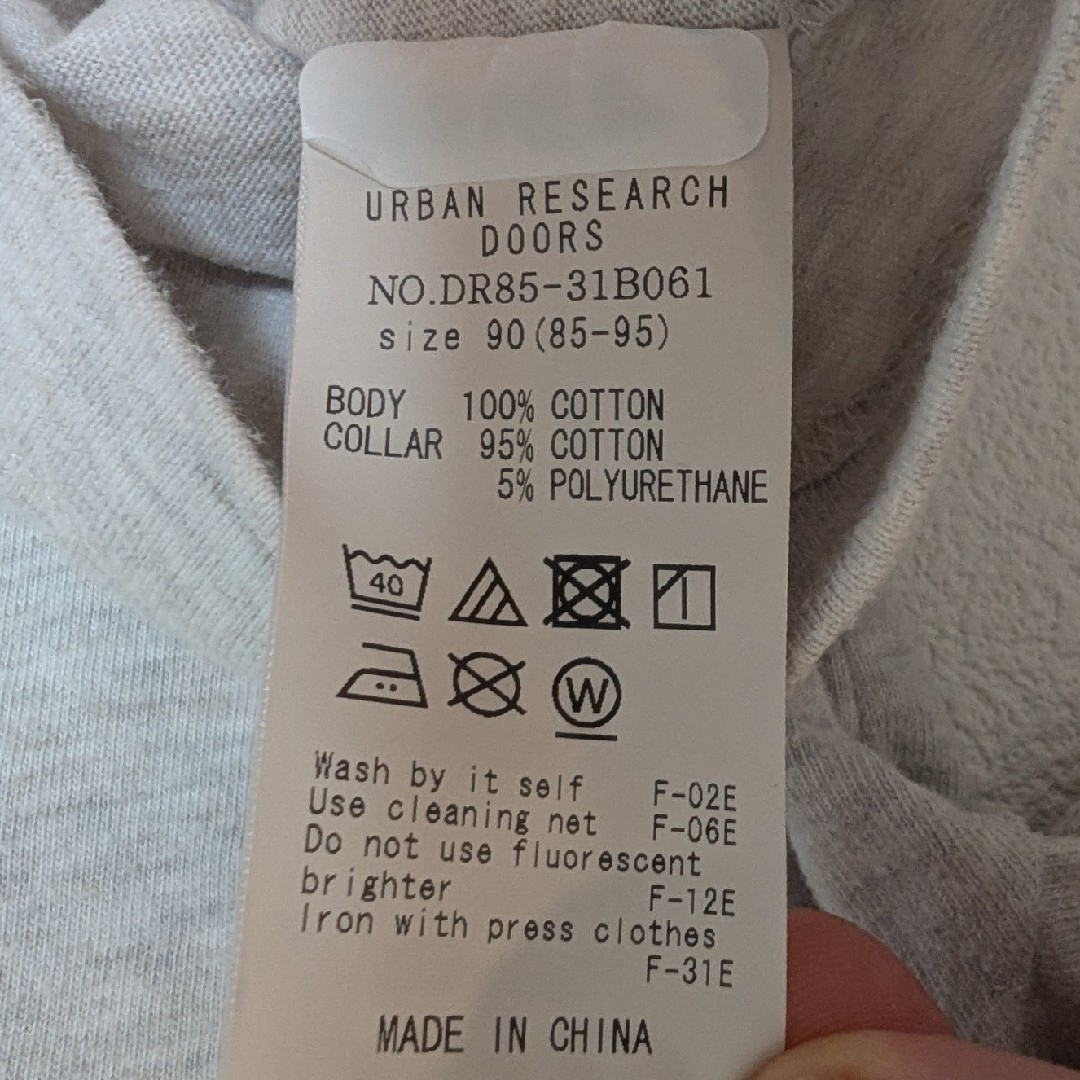 URBAN RESEARCH
DOORS
NO.DR85-31B061
size 90(85-95)
BODY 100% COTTON
COLLAR 95% COTTON
5% POLYURETHANE
40
W
Wash by it self F-02E
Use cleaning net F-06E
Do not use fluorescent
brighter F-12E
Iron with press clothes
F-31E
MADE IN CHINA